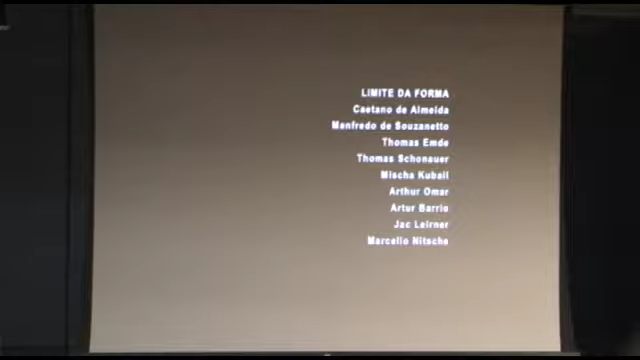 LIMITE DA FORMA
Caetano de Almeida
Manfredo de Souzanetto
Thomas Emde
Thomas Schonauer
Mischa Kuball
Arthur Omar
Artur Barrio
Jac Leirner
Marcello Nitsche